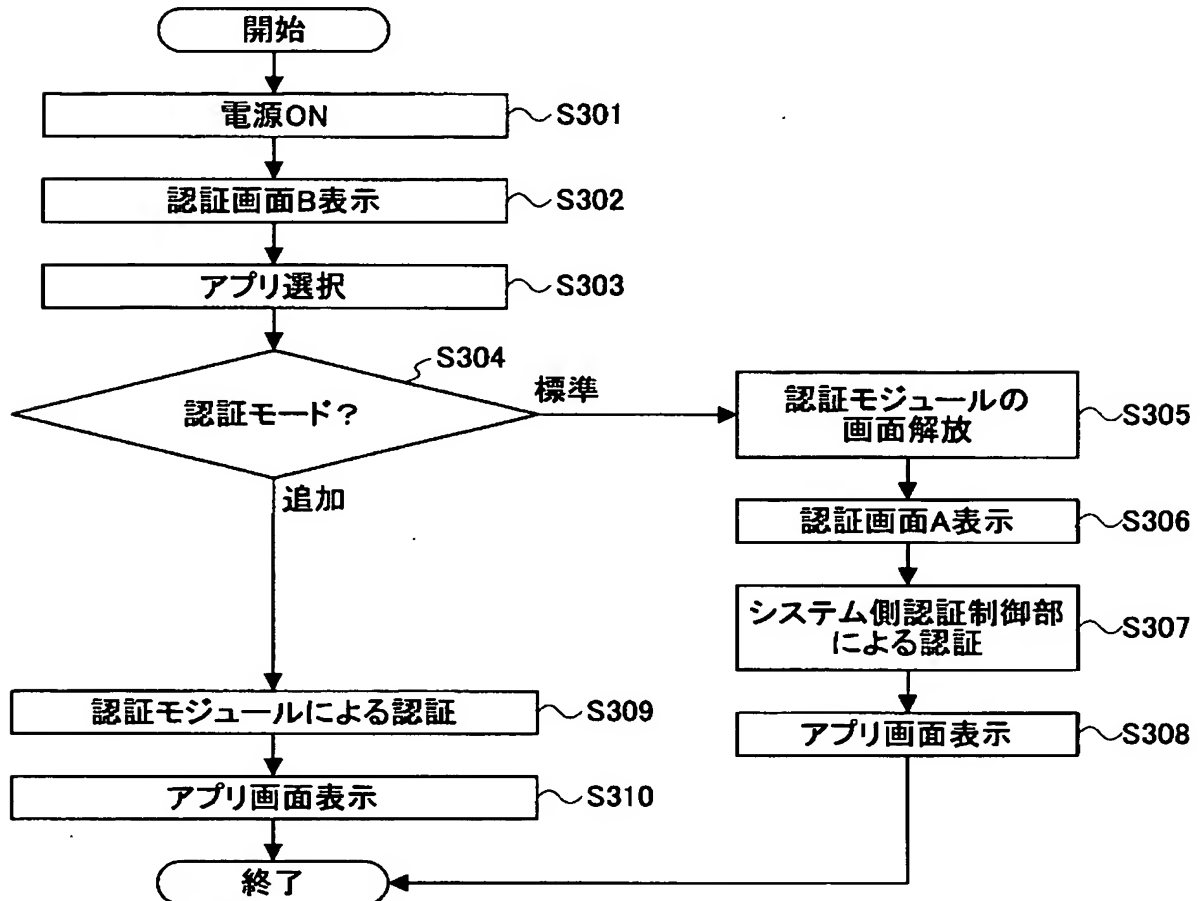 開始
電源ON
S301
認証画面B表示
S302
アプリ選択
S303
S304
認証モード?
標準
追加
認証モジュールの
画面解放
S305
認証画面A表示
S306
システム側認証制御部
による認証
S307
アプリ画面表示
S308
認証モジュールによる認証
S309
アプリ画面表示
S310
終了